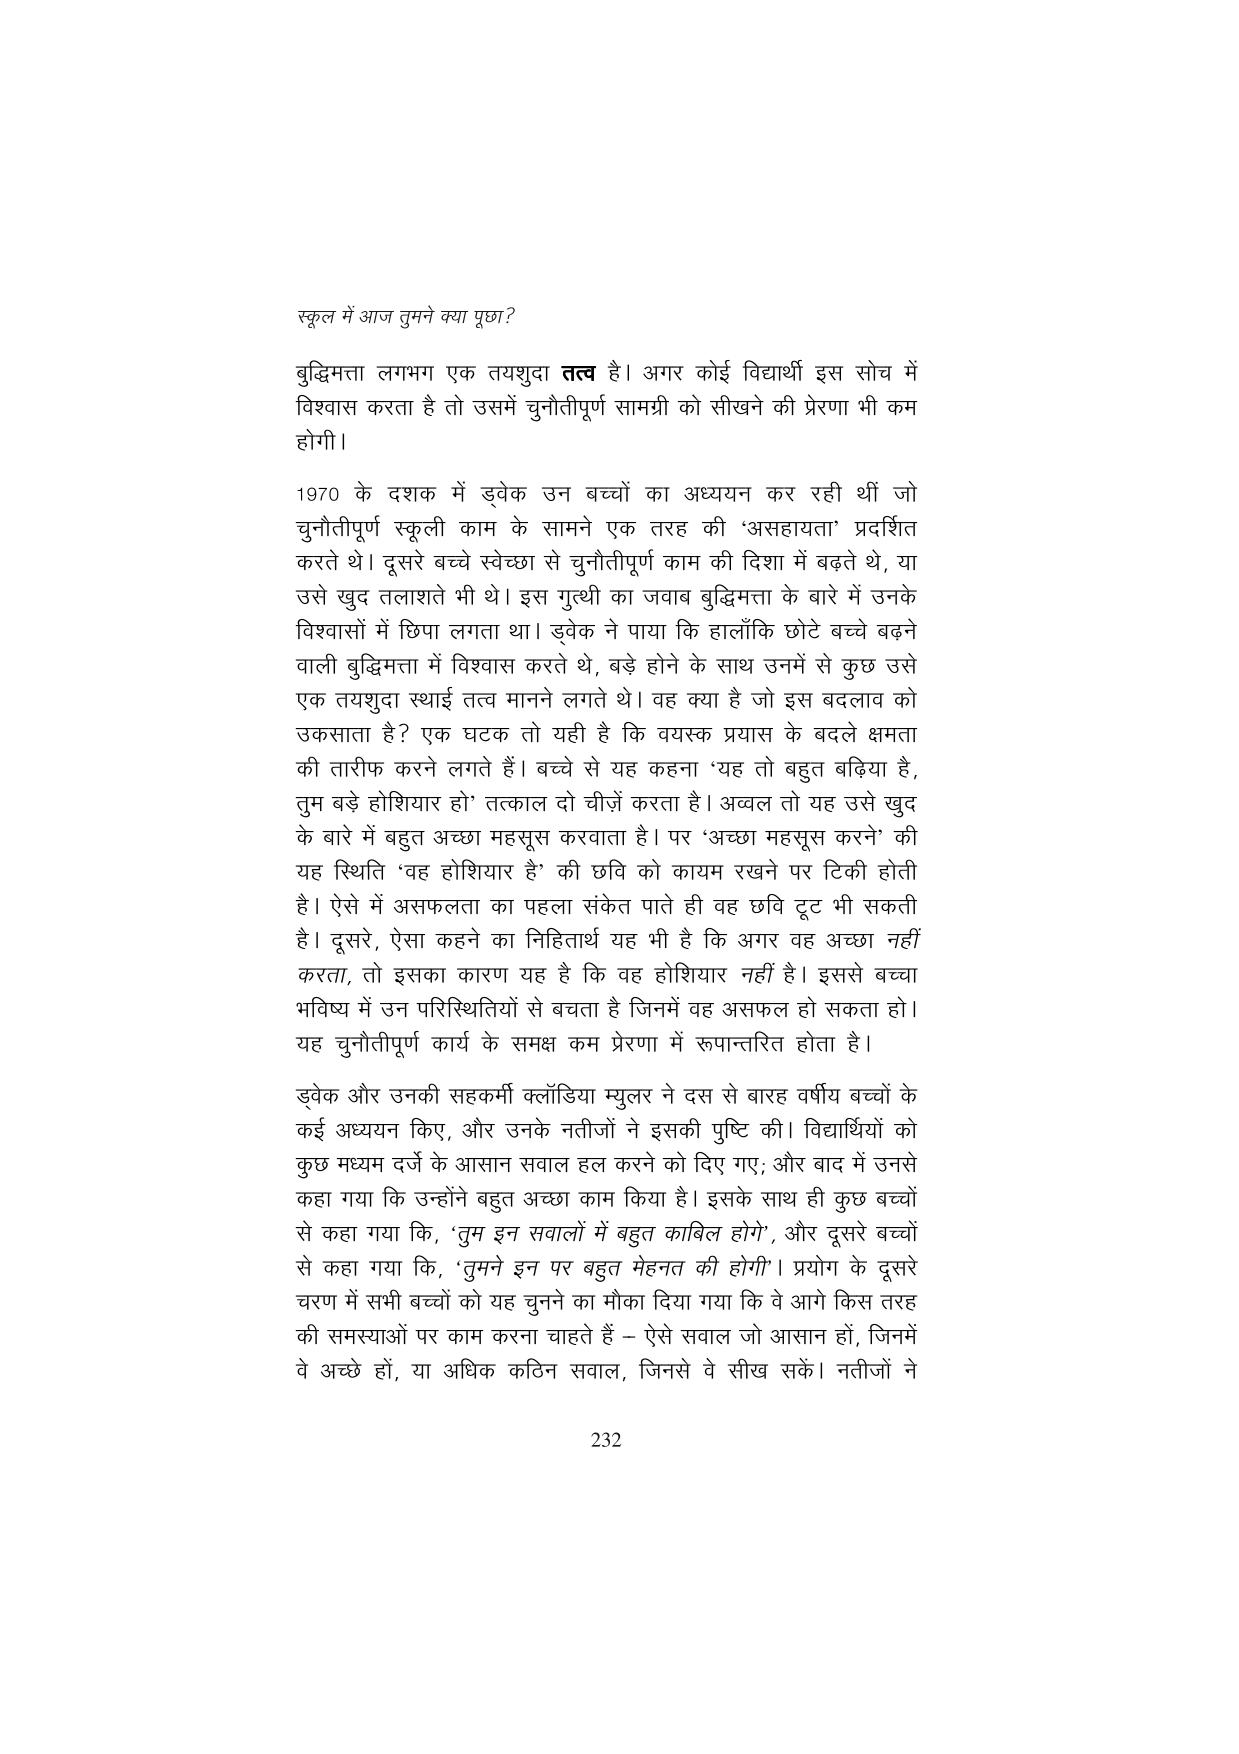 स्कूल में आज तुमने क्या पूछा?
बुद्धिमत्ता लगभग एक तयशुदा तत्व है। अगर कोई विद्यार्थी इस सोच में
विश्वास करता है तो उसमें चुनौतीपूर्ण सामग्री को सीखने की प्रेरणा भी कम
होगी।
1970 के दशक में ड्वेक उन बच्चों का अध्ययन कर रही थीं जो
चुनौतीपूर्ण स्कूली काम के सामने एक तरह की ‘असहायता’ प्रदर्शित
करते थे। दूसरे बच्चे स्वेच्छा से चुनौतीपूर्ण काम की दिशा में बढ़ते थे, या
उसे खुद तलाशते भी थे। इस गुत्थी का जवाब बुद्धिमत्ता के बारे में उनके
विश्वासों में छिपा लगता था। ड्वेक ने पाया कि हालाँकि छोटे बच्चे बढ़ने
वाली बुद्धिमत्ता में विश्वास करते थे, बड़े होने के साथ उनमें से कुछ उसे
एक तयशुदा स्थाई तत्व मानने लगते थे। वह क्या है जो इस बदलाव को
उकसाता है? एक घटक तो यही है कि वयस्क प्रयास के बदले क्षमता
की तारीफ करने लगते हैं। बच्चे से यह कहना ‘यह तो बहुत बढ़िया है,
तुम बड़े होशियार हो’ तत्काल दो चीज़ें करता है। अव्वल तो यह उसे खुद
के बारे में बहुत अच्छा महसूस करवाता है। पर ‘अच्छा महसूस करने’ की
यह स्थिति ‘वह होशियार है’ की छवि को कायम रखने पर टिकी होती
है। ऐसे में असफलता का पहला संकेत पाते ही वह छवि टूट भी सकती
है। दूसरे, ऐसा कहने का निहितार्थ यह भी है कि अगर वह अच्छा नहीं
करता, तो इसका कारण यह है कि वह होशियार नहीं है। इससे बच्चा
भविष्य में उन परिस्थितियों से बचता है जिनमें वह असफल हो सकता हो।
यह चुनौतीपूर्ण कार्य के समक्ष कम प्रेरणा में रूपान्तरित होता है।
ड्वेक और उनकी सहकर्मी क्लॉडिया म्युलर ने दस से बारह वर्षीय बच्चों के
कई अध्ययन किए, और उनके नतीजों ने इसकी पुष्टि की। विद्यार्थियों को
कुछ मध्यम दर्जे के आसान सवाल हल करने को दिए गए; और बाद में उनसे
कहा गया कि उन्होंने बहुत अच्छा काम किया है। इसके साथ ही कुछ बच्चों
से कहा गया कि, ‘तुम इन सवालों में बहुत काबिल होगे’, और दूसरे बच्चों
से कहा गया कि, ‘तुमने इन पर बहुत मेहनत की होगी’। प्रयोग के दूसरे
चरण में सभी बच्चों को यह चुनने का मौका दिया गया कि वे आगे किस तरह
की समस्याओं पर काम करना चाहते हैं – ऐसे सवाल जो आसान हों, जिनमें
वे अच्छे हों, या अधिक कठिन सवाल, जिनसे वे सीख सकें। नतीजों ने
232